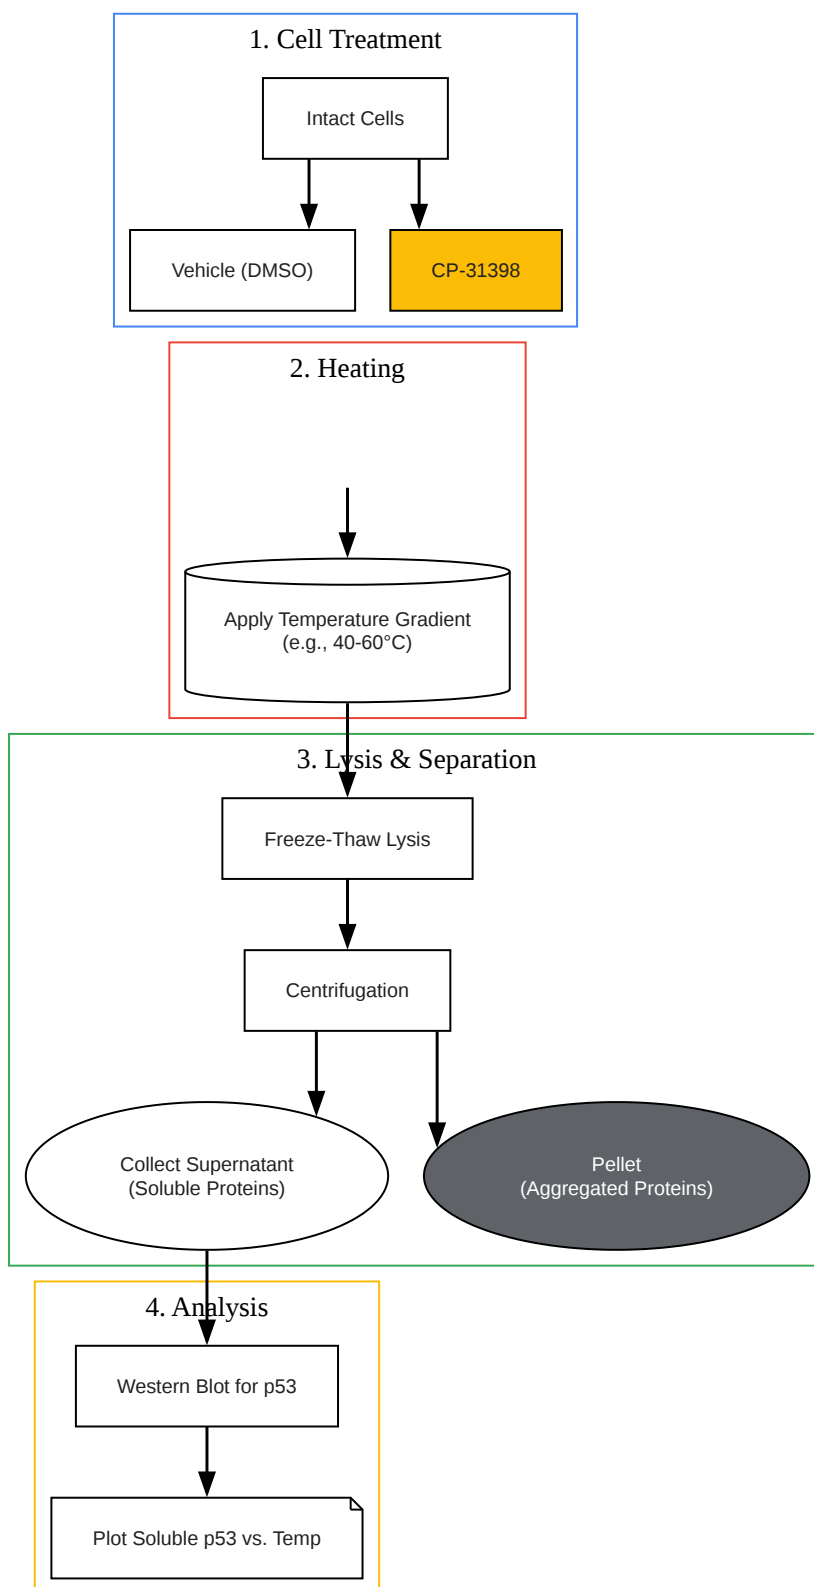 1. Cell Treatment
Intact Cells
Vehicle (DMSO)
CP-31398
2. Heating
Apply Temperature Gradient
(e.g., 40-60°C)
3. Lysis & Separation
Freeze-Thaw Lysis
Centrifugation
Collect Supernatant
(Soluble Proteins)
Pellet
(Aggregated Proteins)
4. Analysis
Western Blot for p53
Plot Soluble p53 vs. Temp